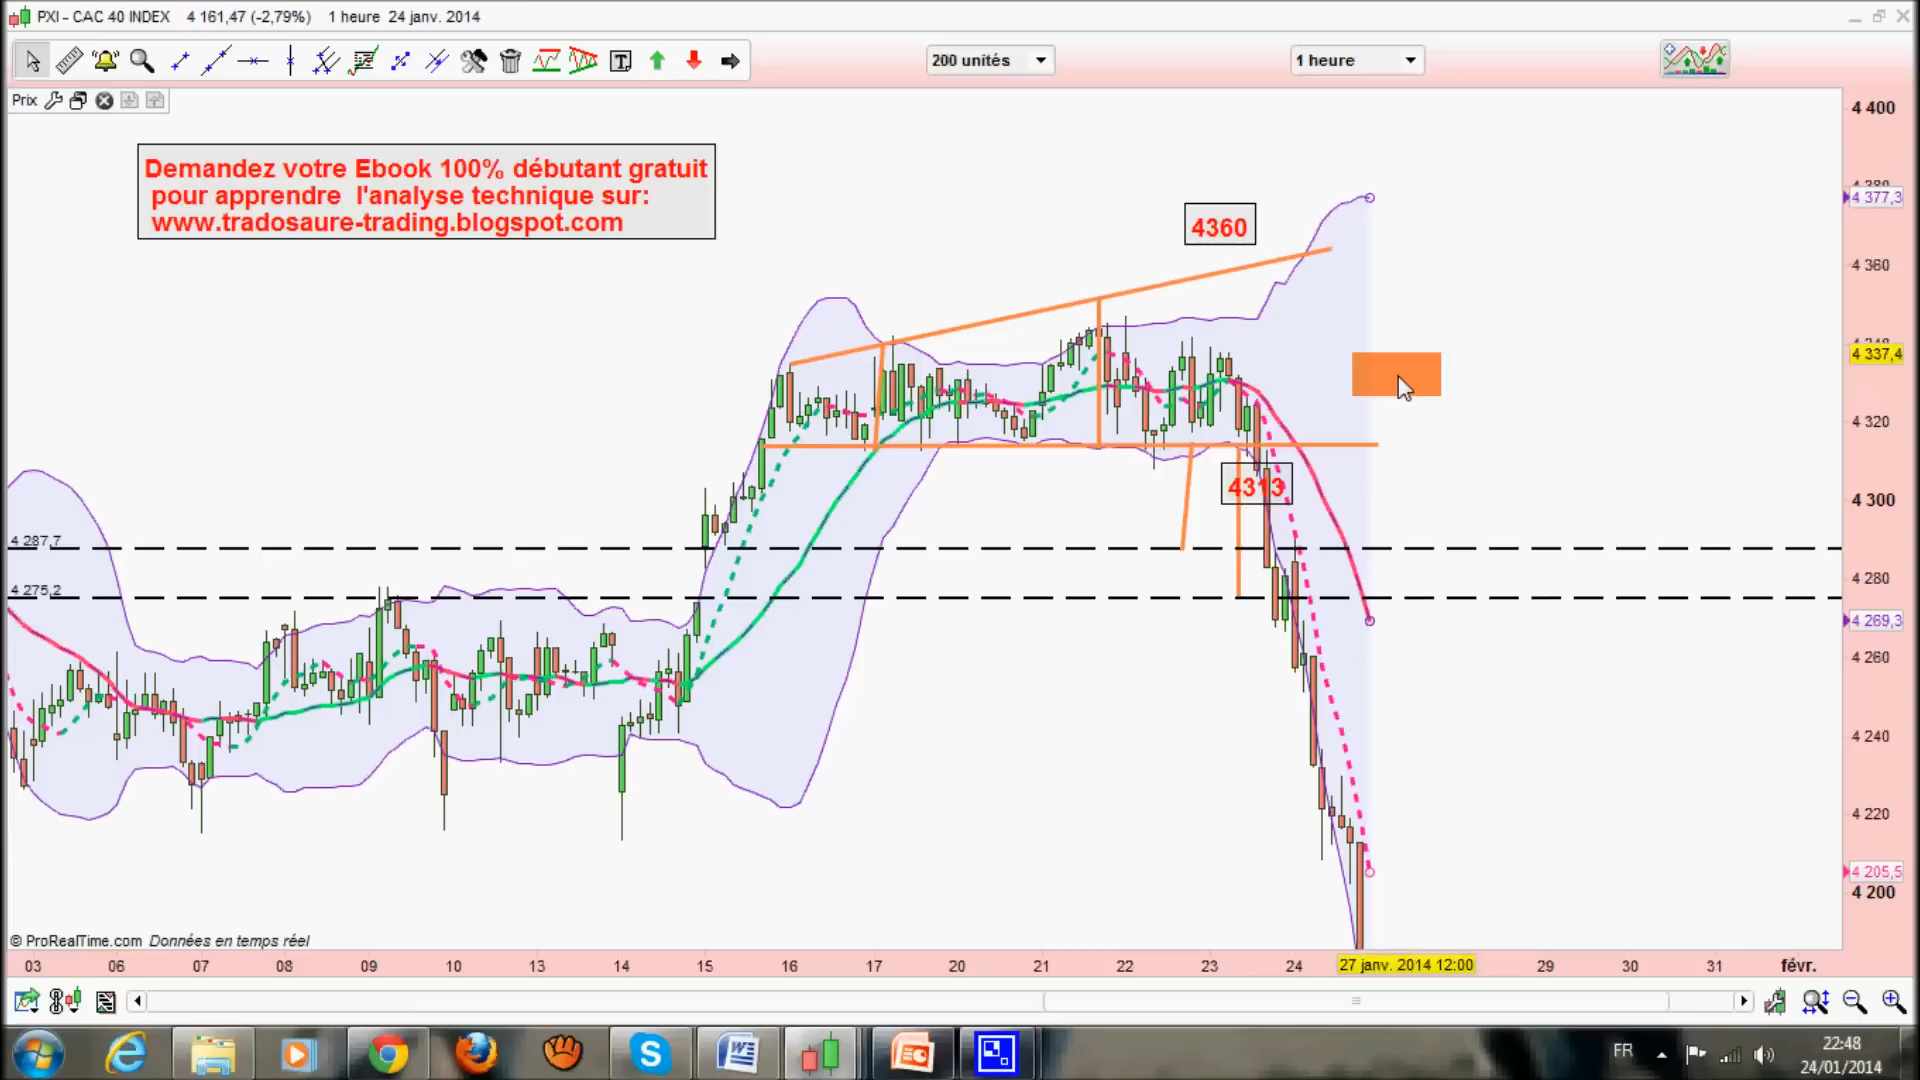 PXI - CAC 40 INDEX 4 161,47 (-2,79%) 1 heure 24 janv. 2014
200 unités
1 heure
Prix
Demandez votre Ebook 100% débutant gratuit
pour apprendre l'analyse technique sur:
www.tradosaure-trading.blogspot.com
4360
4313
4 287,7
4 275,2
4 400
4 377,3
4 360
4 337,4
4 320
4 300
4 280
4 269,3
4 260
4 240
4 220
4 205,5
4 200
© ProRealTime.com Données en temps réel
03 06 07 08 09 10 13 14 15 16 17 20 21 22 23 24 27 janv. 2014 12:00 29 30 31 févr.
FR
22:48
24/01/2014